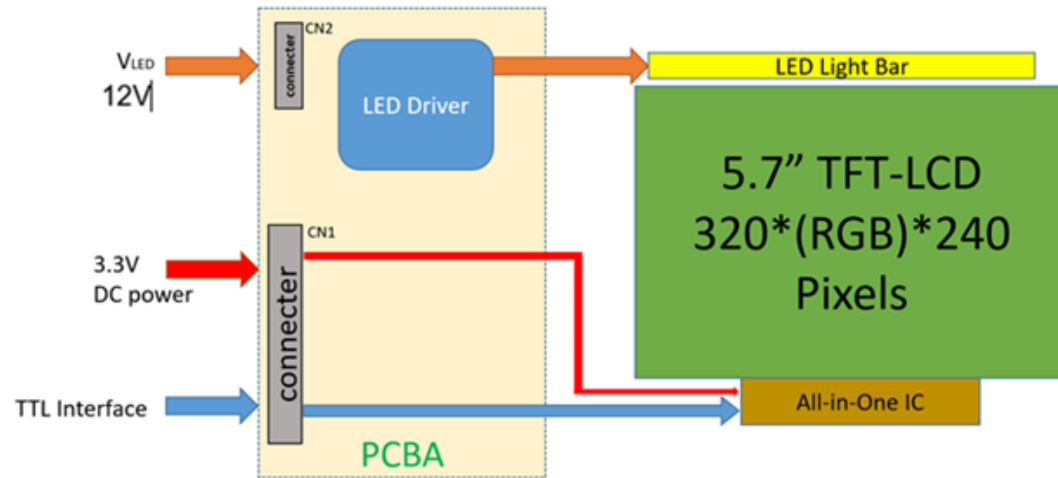 CN2
VLED
12V
connecter
LED Driver
LED Light Bar
5.7” TFT-LCD
320*(RGB)*240
Pixels
CN1
3.3V
DC power
connecter
TTL Interface
All-in-One IC
PCBA